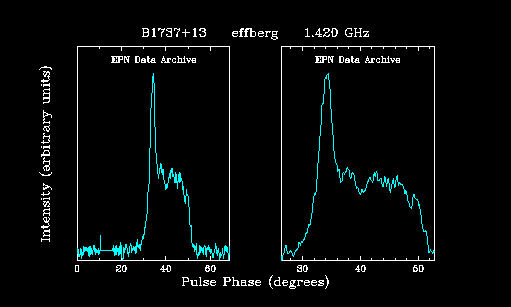 B1737+13 effberg 1.420 GHz
EPN Data Archive EPN Data Archive
Intensity (arbitrary units)
0 20 40 60 30 40 50
Pulse Phase (degrees)